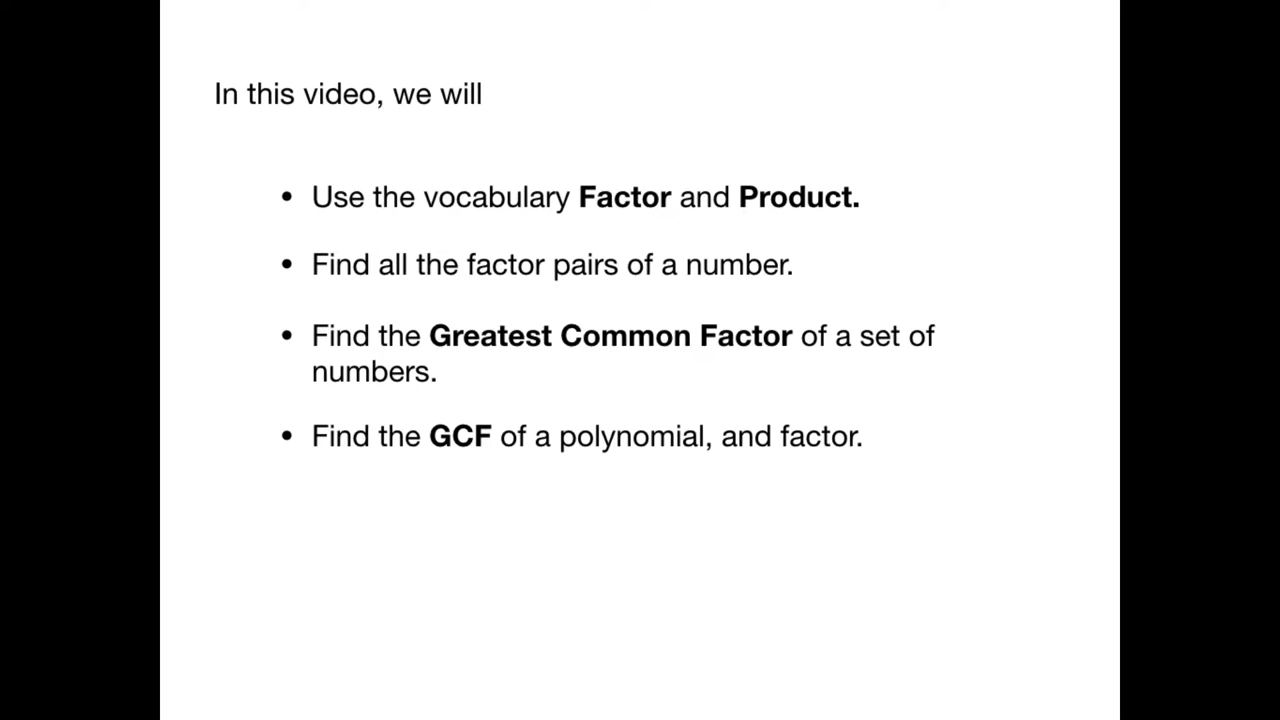 In this video, we will
• Use the vocabulary Factor and Product.
• Find all the factor pairs of a number.
• Find the Greatest Common Factor of a set of
numbers.
• Find the GCF of a polynomial, and factor.